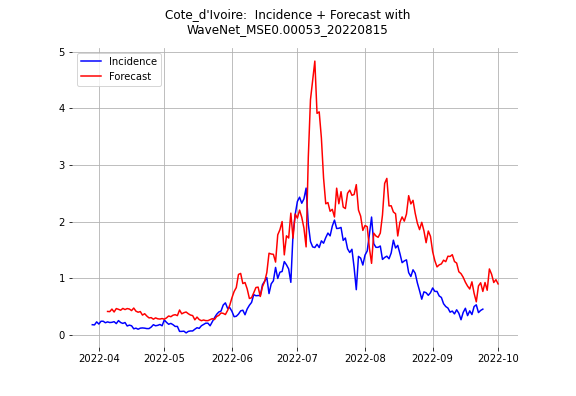 Cote_d'Ivoire:  Incidence + Forecast with
WaveNet_MSE0.00053_20220815
Incidence
Forecast
5
4
3
2
1
0
2022-04 2022-05 2022-06 2022-07 2022-08 2022-09 2022-10